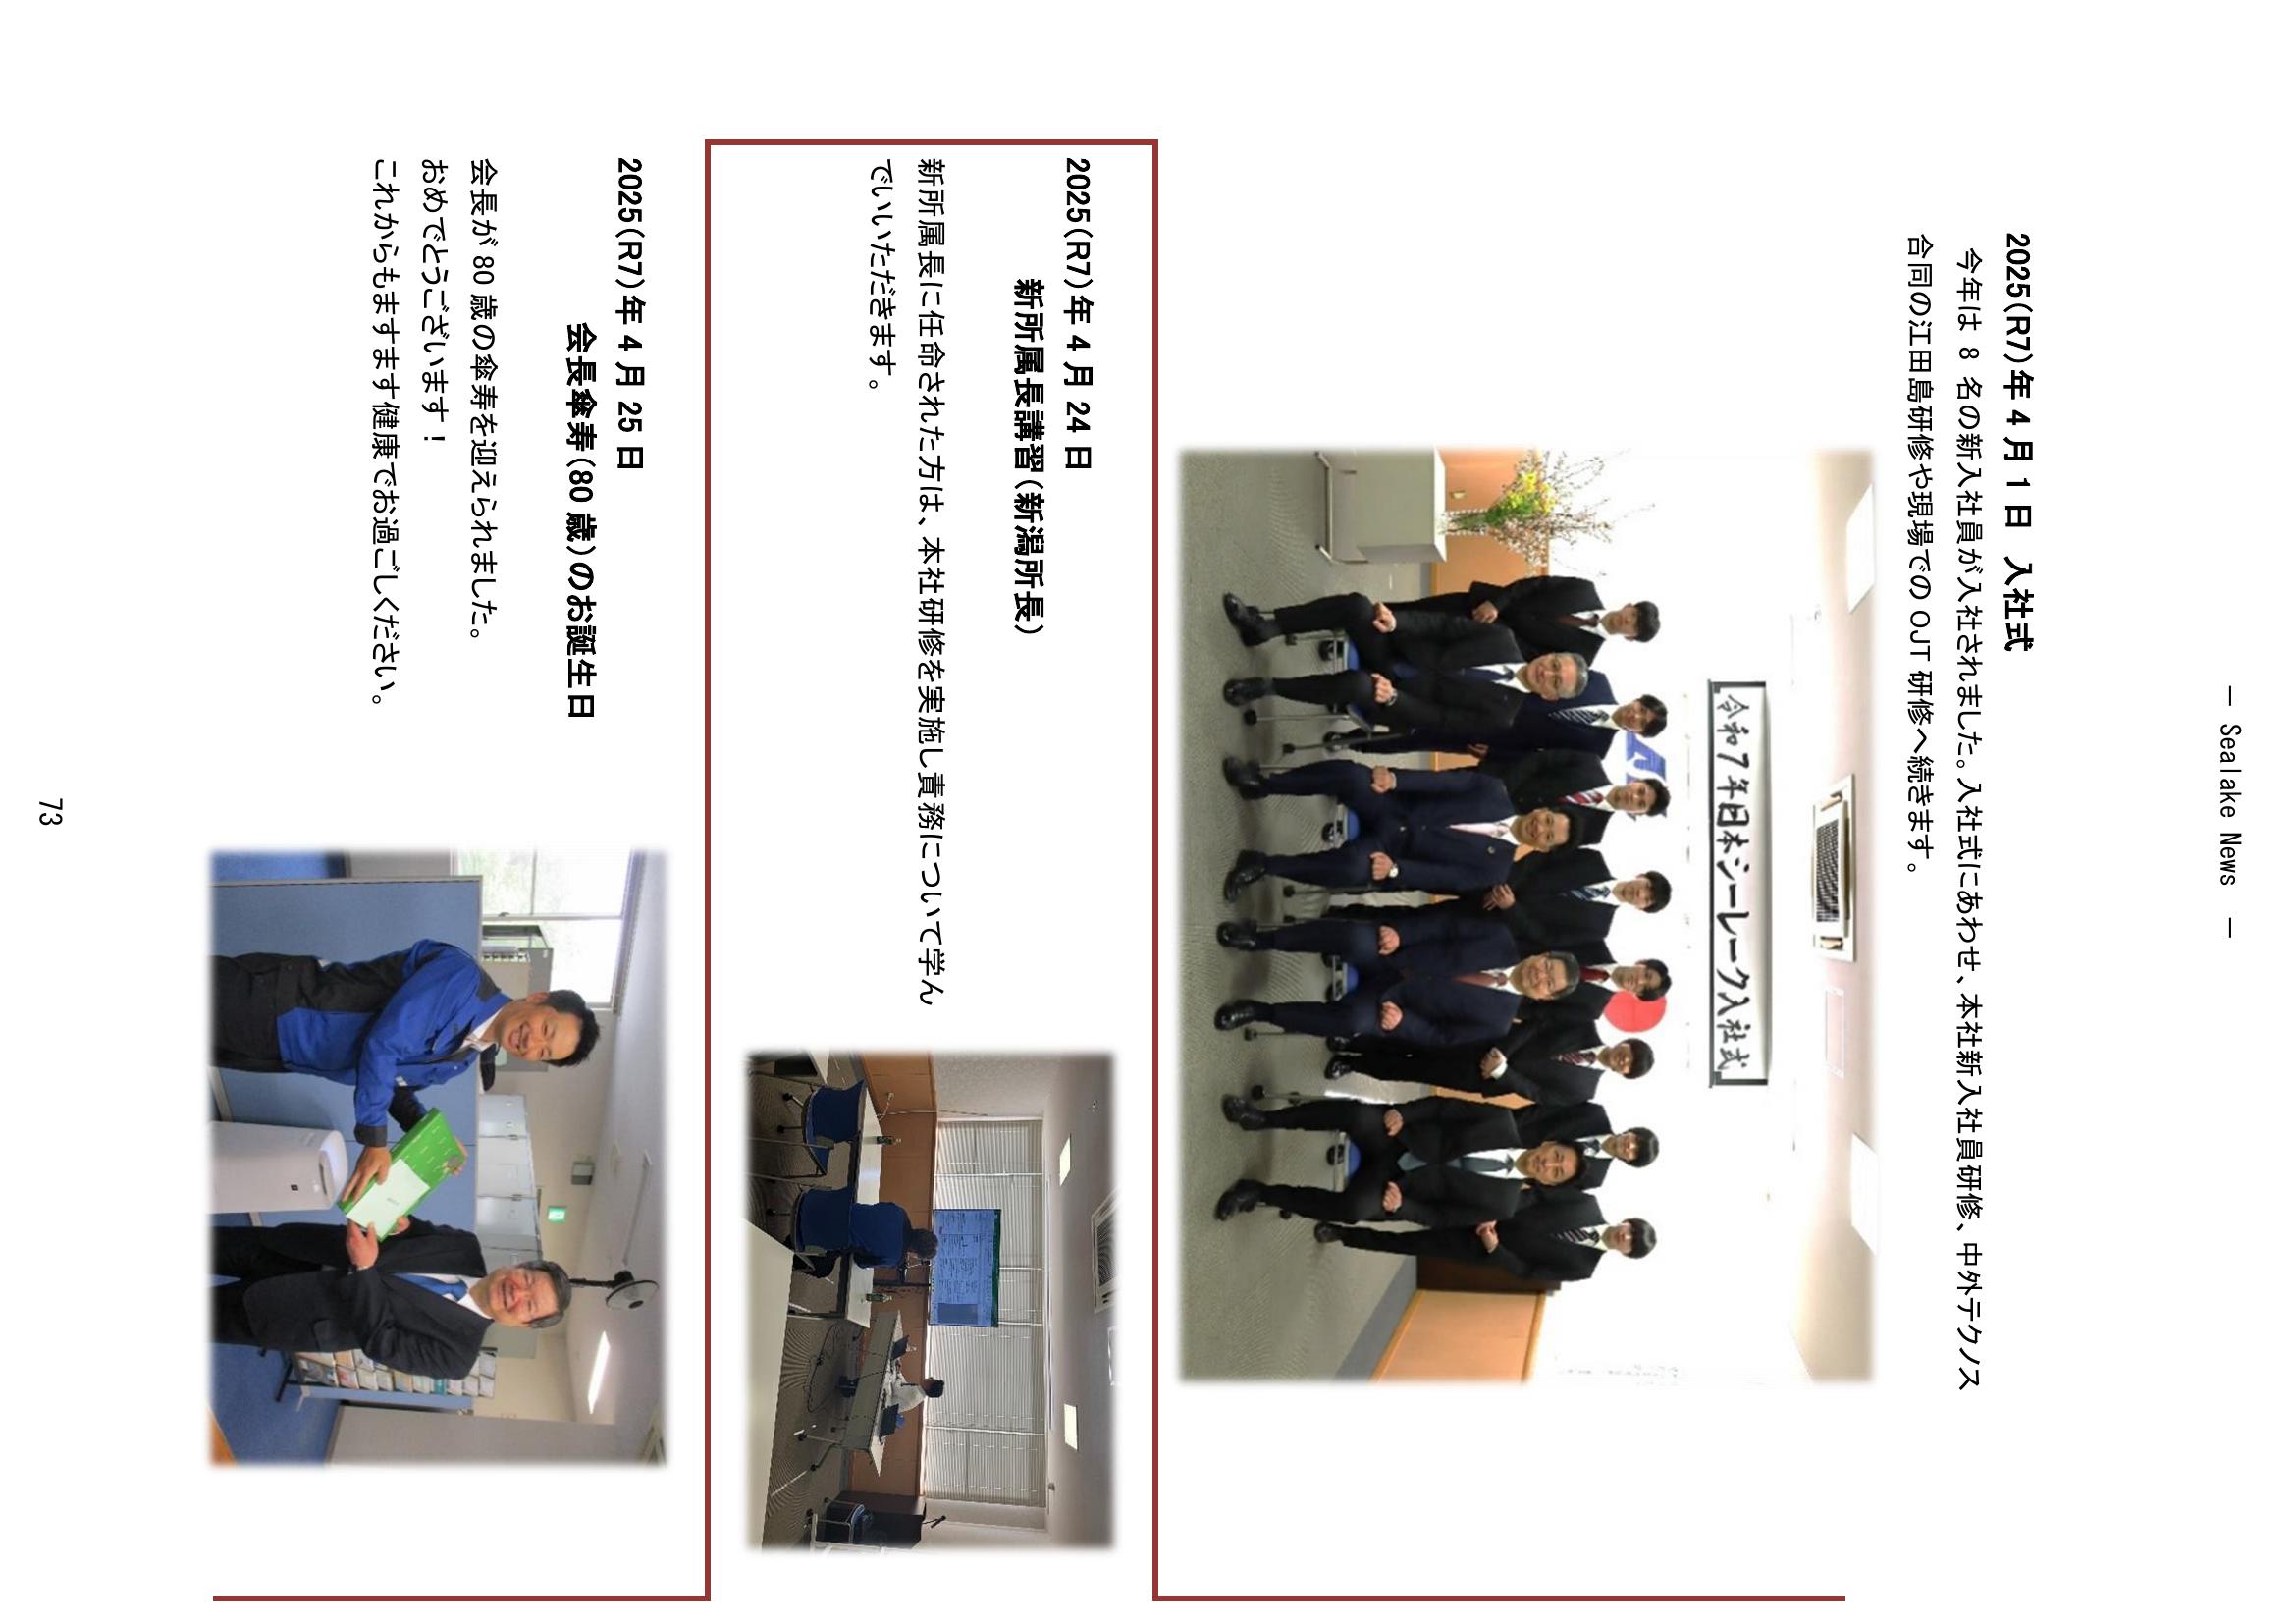 ― Sealake News ―
2025(R7)年4月1日 入社式
今年は 8 名の新入社員が入社されました。入社式にあわせ、本社新入社員研修、中外テクノス
合同の江田島研修や現場での OJT 研修へ続きます。
令和7年日本シーレーク入社式
2025(R7)年4月24日
新所属長講習(新潟所長)
新所属長に任命された方は、本社研修を実施し責務について学ん
でいいただきます。
2025(R7)年4月25日
会長傘寿(80歳)のお誕生日
会長が 80 歳の傘寿を迎えられました。
おめでとうございます!
これからもますます健康でお過ごしください。
73